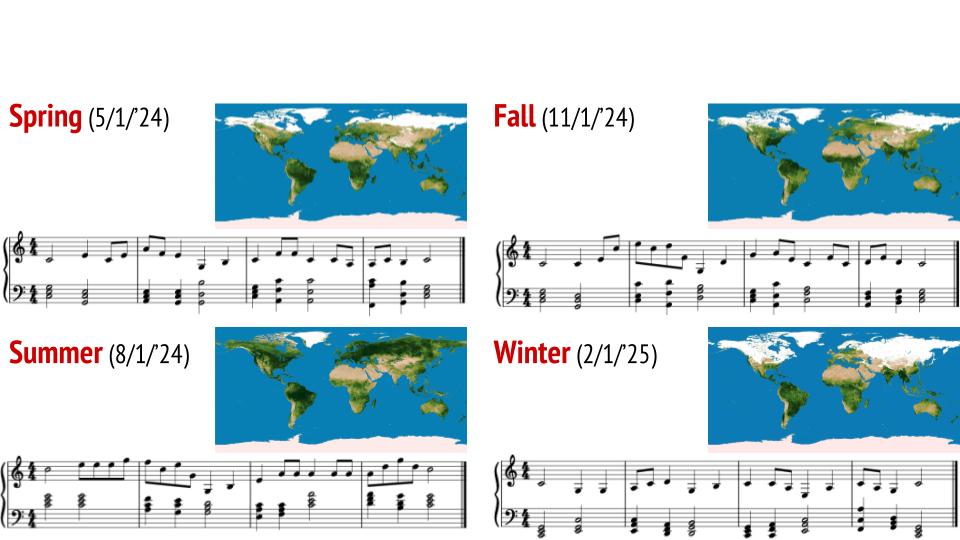 Spring (5/1/'24)
Fall (11/1/'24)
Summer (8/1/'24)
Winter (2/1/'25)